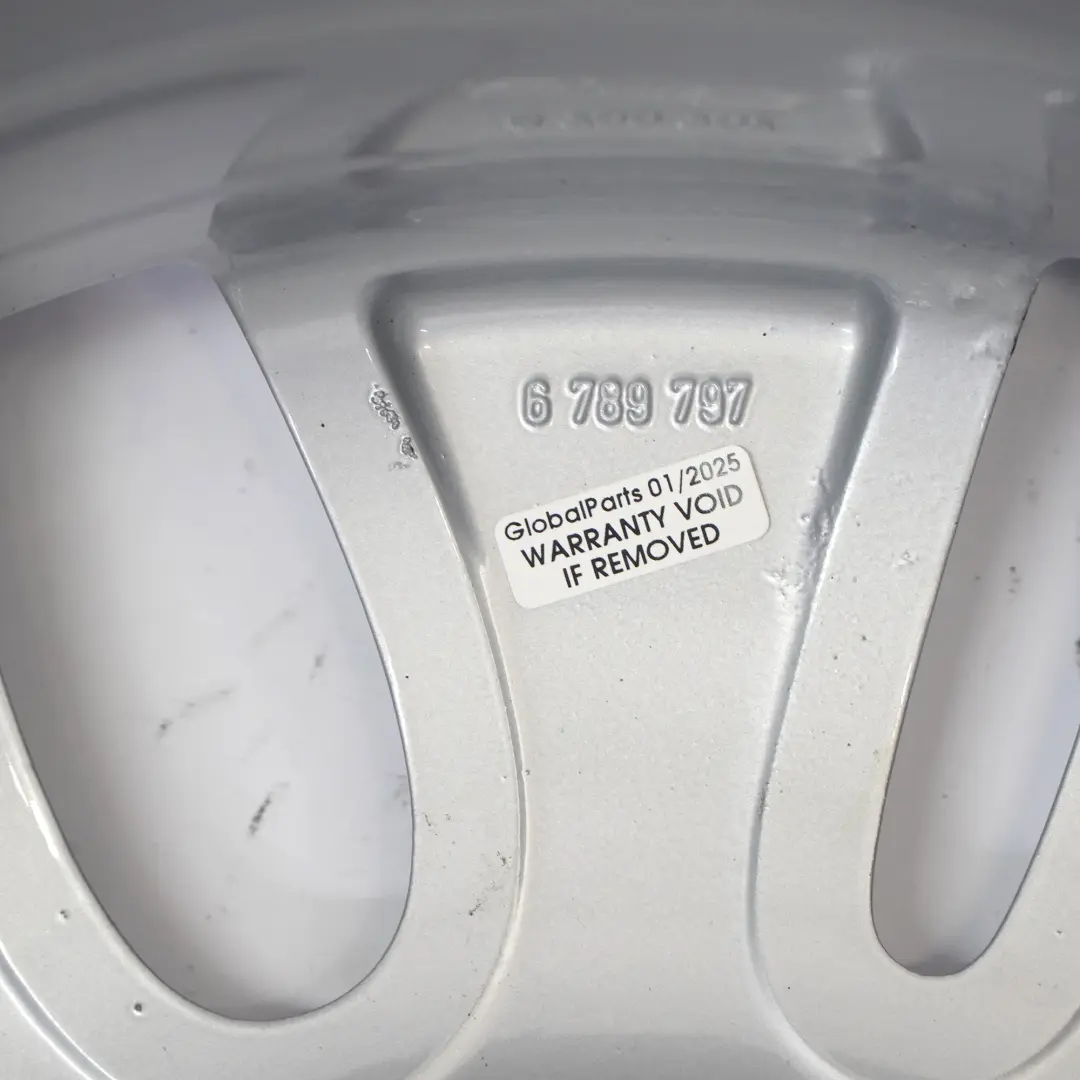 6 789 797
GlobalParts 01/2025
WARRANTY VOID
IF REMOVED